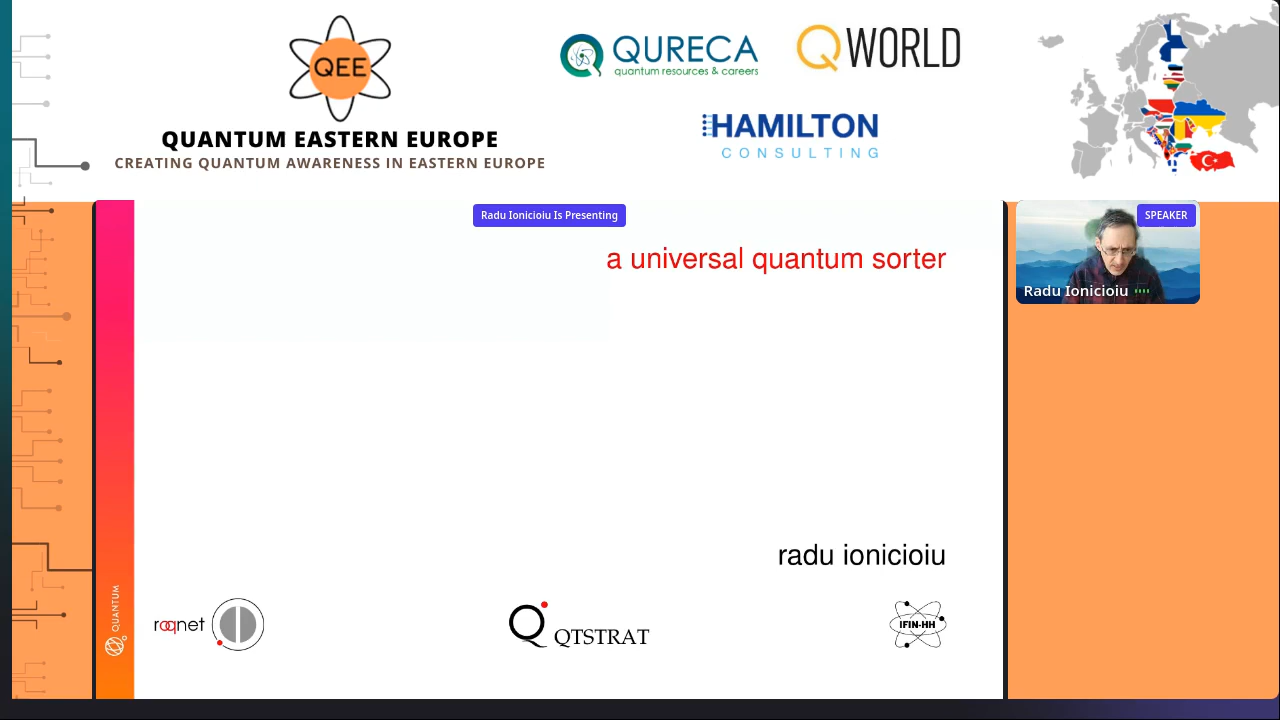 QEE
QUANTUM EASTERN EUROPE
CREATING QUANTUM AWARENESS IN EASTERN EUROPE
QURECA
quantum resources & careers
QWORLD
HAMILTON
CONSULTING
Radu Ionicioiu Is Presenting
SPEAKER
Radu Ionicioiu
a universal quantum sorter
radu ionicioiu
QUANTUM
roqnet
Q QTSTRAT
IFIN-HH